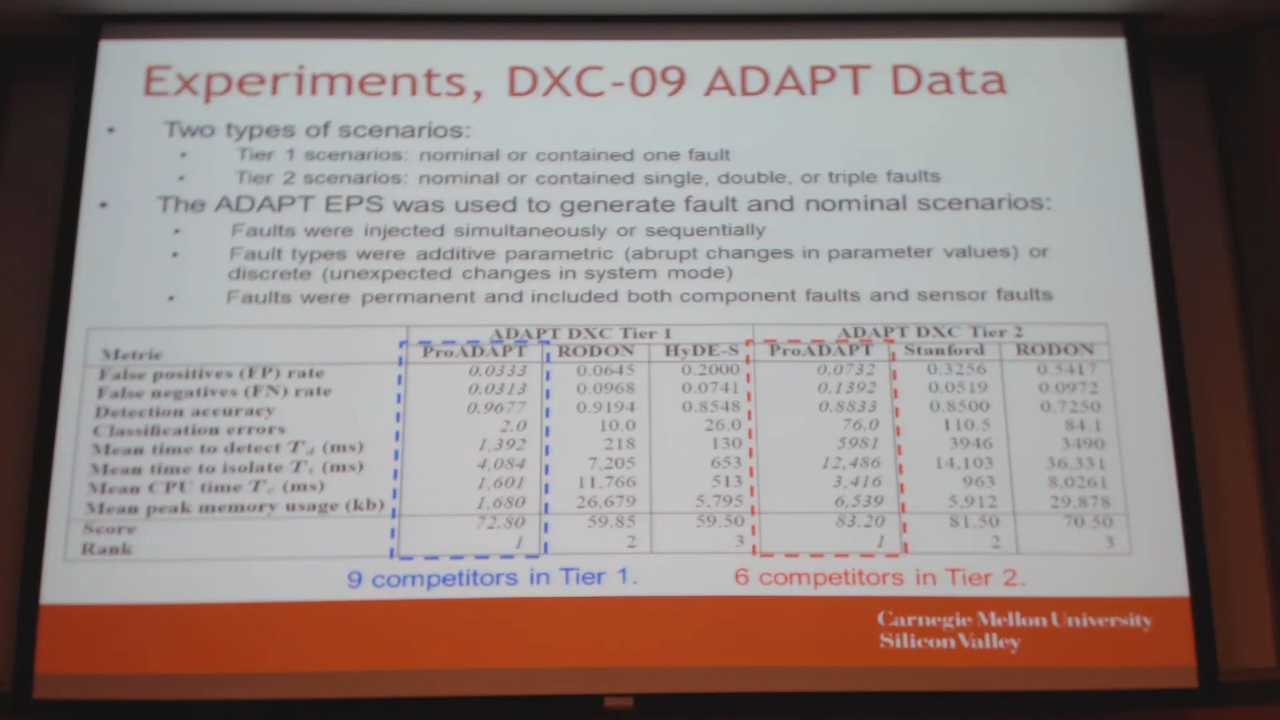 Experiments, DXC-09 ADAPT Data
• Two types of scenarios:
• Tier 1 scenarios: nominal or contained one fault
• Tier 2 scenarios: nominal or contained single, double, or triple faults
• The ADAPT EPS was used to generate fault and nominal scenarios:
• Faults were injected simultaneously or sequentially
• Fault types were additive parametric (abrupt changes in parameter values) or
discrete (unexpected changes in system mode)
• Faults were permanent and included both component faults and sensor faults
ADAPT DXC Tier 1 ADAPT DXC Tier 2
Metric ProADAPT RODON HyDE-S ProADAPT Stanford RODON
False positives (FP) rate 0.0333 0.0645 0.2000 0.0732 0.3256 0.5417
False negatives (FN) rate 0.0313 0.0968 0.0741 0.1392 0.0519 0.0972
Detection accuracy 0.9677 0.9194 0.8548 0.8833 0.8500 0.7250
Classification errors 2.0 10.0 26.0 76.0 110.5 84.1
Mean time to detect T_d (ms) 1,392 218 130 5981 3946 3490
Mean time to isolate T_i (ms) 4,084 7,205 653 12,486 14,103 36,331
Mean CPU time T_c (ms) 1,601 11,766 513 3,416 963 8,0261
Mean peak memory usage (kb) 1,680 26,679 5,795 6,539 5,912 29,878
Score 72.80 59.85 59.50 83.20 81.50 70.50
Rank 1 2 3 1 2 3
9 competitors in Tier 1. 6 competitors in Tier 2.
Carnegie Mellon University
Silicon Valley